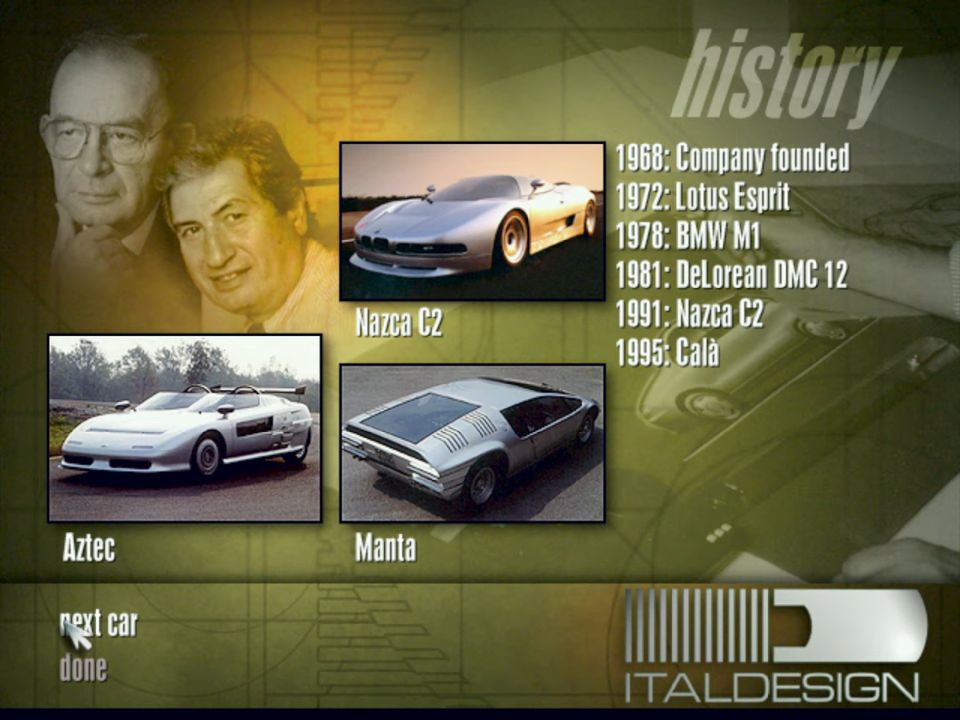 history
1968: Company founded
1972: Lotus Esprit
1978: BMW M1
1981: DeLorean DMC 12
1991: Nazca C2
1995: Calà
Nazca C2
Aztec
Manta
next car
done
ITALDESIGN